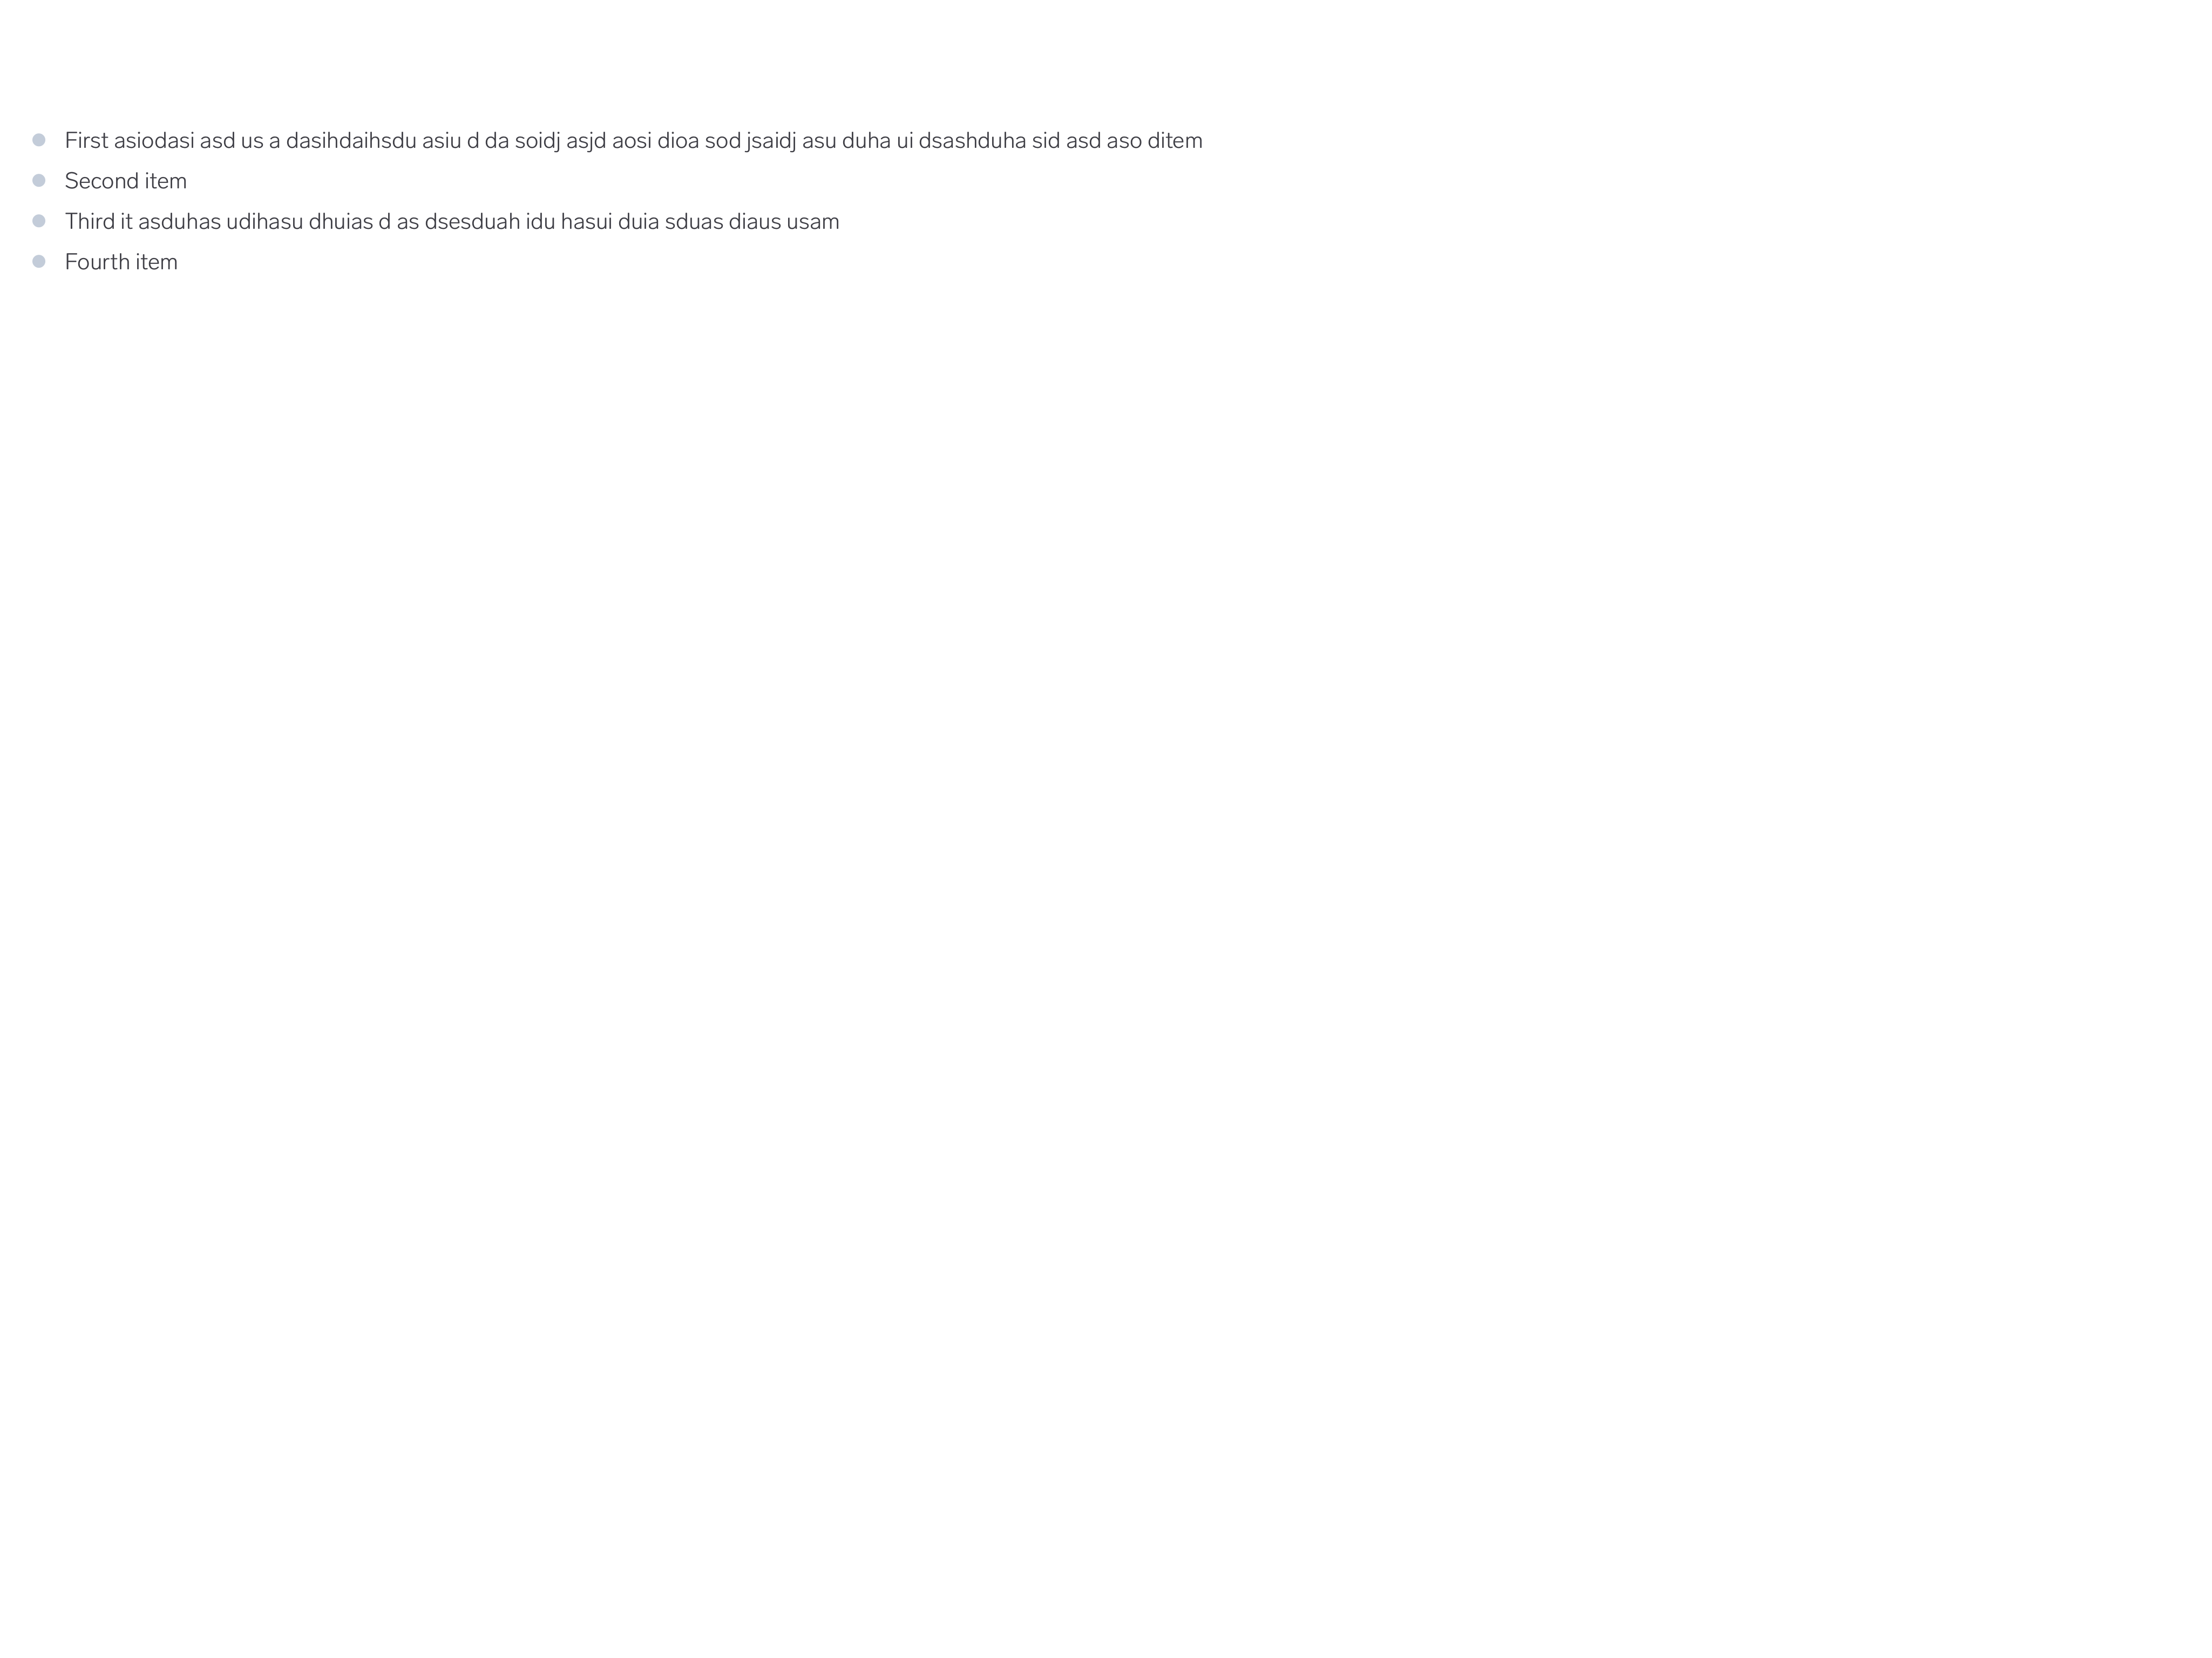 First asiodasi asd us a dasihdaihsdu asiu d da soidj asjd aosi dioa sod jsaidj asu duha ui dsashduha sid asd aso ditem
Second item
Third it asduhas udihasu dhuias d as dsesduah idu hasui duia sduas diaus usam
Fourth item